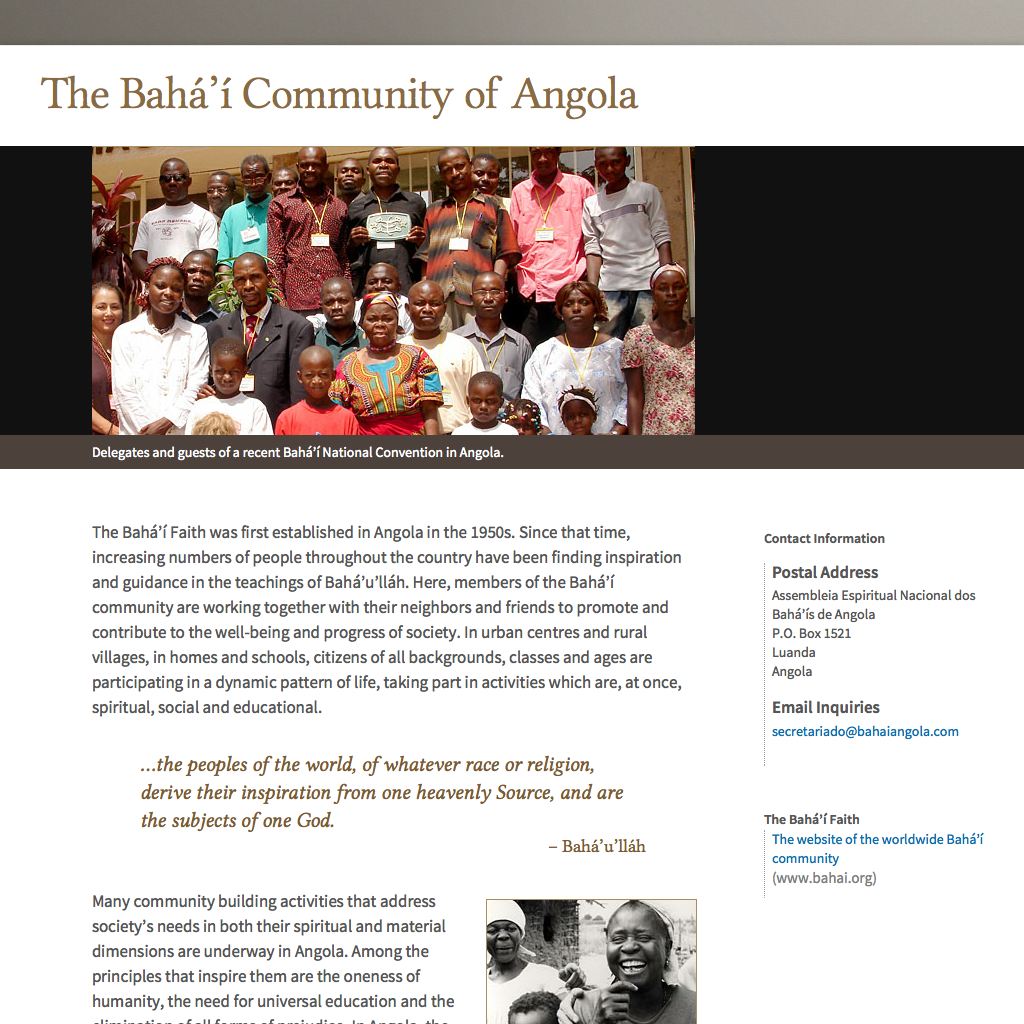 The Bahá’í Community of Angola
Delegates and guests of a recent Bahá’í National Convention in Angola.
The Bahá’í Faith was first established in Angola in the 1950s. Since that time,
increasing numbers of people throughout the country have been finding inspiration
and guidance in the teachings of Bahá’u’lláh. Here, members of the Bahá’í
community are working together with their neighbors and friends to promote and
contribute to the well-being and progress of society. In urban centres and rural
villages, in homes and schools, citizens of all backgrounds, classes and ages are
participating in a dynamic pattern of life, taking part in activities which are, at once,
spiritual, social and educational.
…the peoples of the world, of whatever race or religion,
derive their inspiration from one heavenly Source, and are
the subjects of one God.
– Bahá’u’lláh
Many community building activities that address
society’s needs in both their spiritual and material
dimensions are underway in Angola. Among the
principles that inspire them are the oneness of
humanity, the need for universal education and the
elimination of all forms of prejudice. In Angola, the
Contact Information
Postal Address
Assembleia Espiritual Nacional dos
Bahá’ís de Angola
P.O. Box 1521
Luanda
Angola
Email Inquiries
secretariado@bahaiangola.com
The Bahá’í Faith
The website of the worldwide Bahá’í
community
(www.bahai.org)